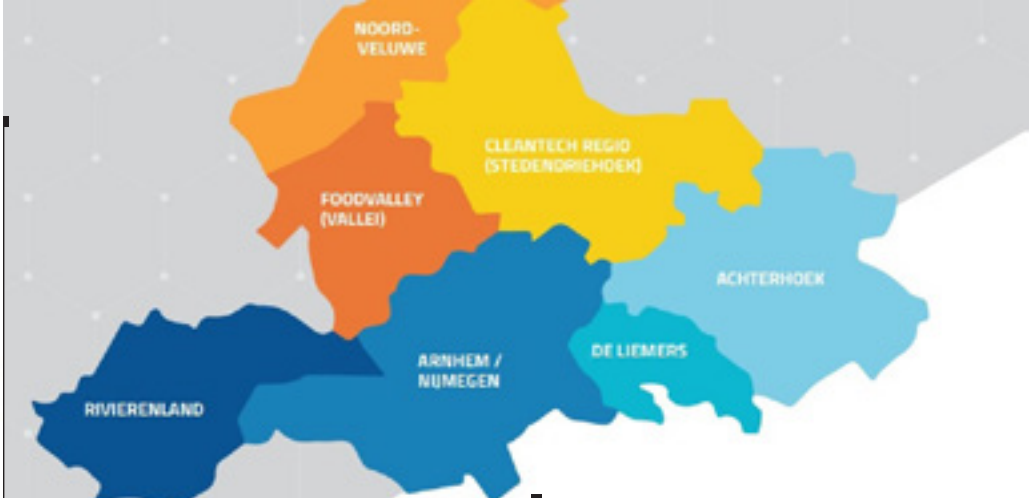 NOORD-
VELUWE
CLEANTECH REGIO
(STEDENDRIEHOEK)
FOODVALLEY
(VALLEI)
ACHTERHOEK
DE LIEMERS
ARNHEM /
NIJMEGEN
RIVIERENLAND